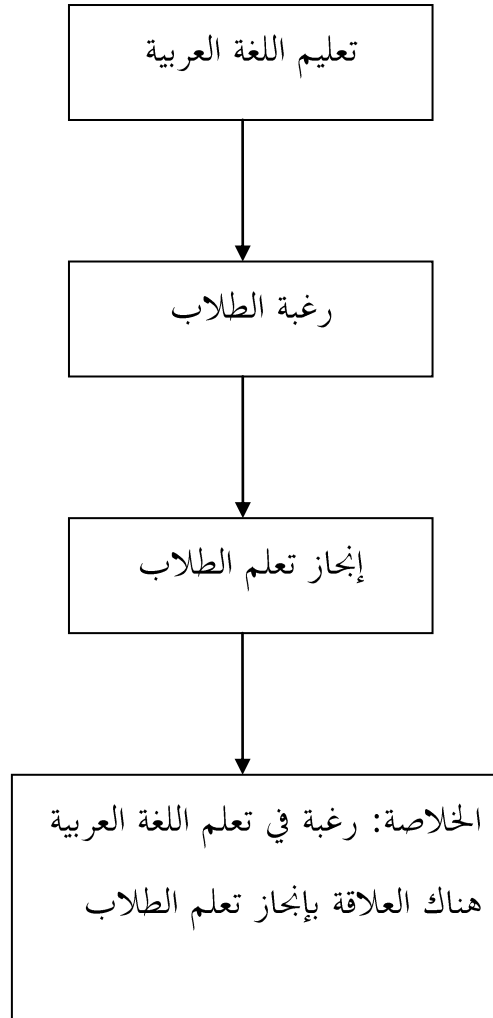 تعليم اللغة العربية
رغبة الطلاب
إنجاز تعلم الطلاب
الخلاصة: رغبة في تعلم اللغة العربية
هناك العلاقة بإنجاز تعلم الطلاب